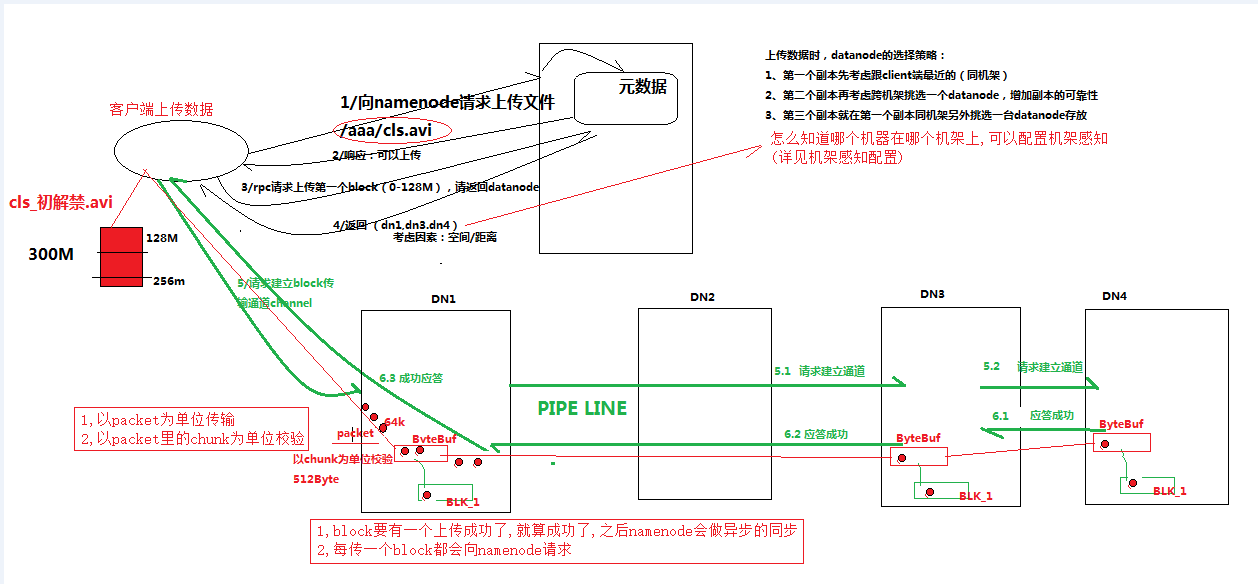 上传数据时，datanode的选择策略：
1、第一个副本先考虑跟client端最近的（同机架）
2、第二个副本再考虑跨机架挑选一个datanode，增加副本的可靠性
3、第三个副本就在第一个副本同机架另外挑选一台datanode存放
怎么知道哪个机器在哪个机架上,可以配置机架感知
(详见机架感知配置)
元数据
客户端上传数据
1/向namenode请求上传文件
/aaa/cls.avi
2/响应：可以上传
3/rpc请求上传第一个block（0-128M），请返回datanode
4/返回（dn1,dn3.dn4）
考虑因素：空间/距离
cls_初解禁.avi
300M
128M
256m
5/请求建立block传
输通道channel
DN1
DN2
DN3
DN4
5.1 请求建立通道
5.2 请求建立通道
6.3 成功应答
PIPE LINE
6.1 应答成功
6.2 应答成功
1,以packet为单位传输
2,以packet里的chunk为单位校验
64k
packet
ByteBuf
ByteBuf
ByteBuf
以chunk为单位校验
512Byte
BLK_1
BLK_1
BLK_1
1,block要有一个上传成功了,就算成功了,之后namenode会做异步的同步
2,每传一个block都会向namenode请求